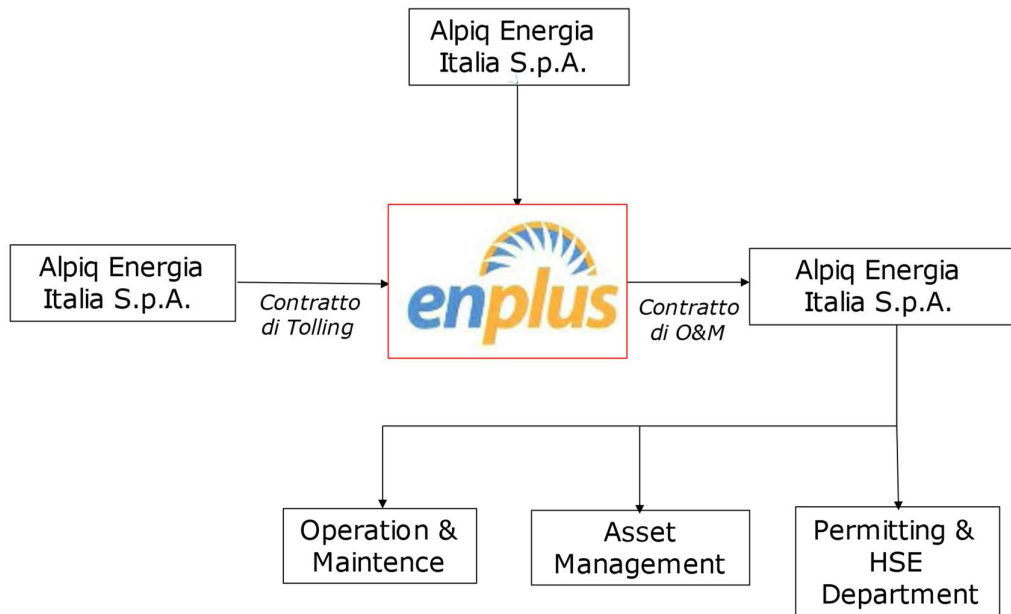 Alpiq Energia
Italia S.p.A.
Alpiq Energia
Italia S.p.A.
Contratto
di Tolling
enplus
Contratto
di O&M
Alpiq Energia
Italia S.p.A.
Operation &
Maintence
Asset
Management
Permitting &
HSE
Department